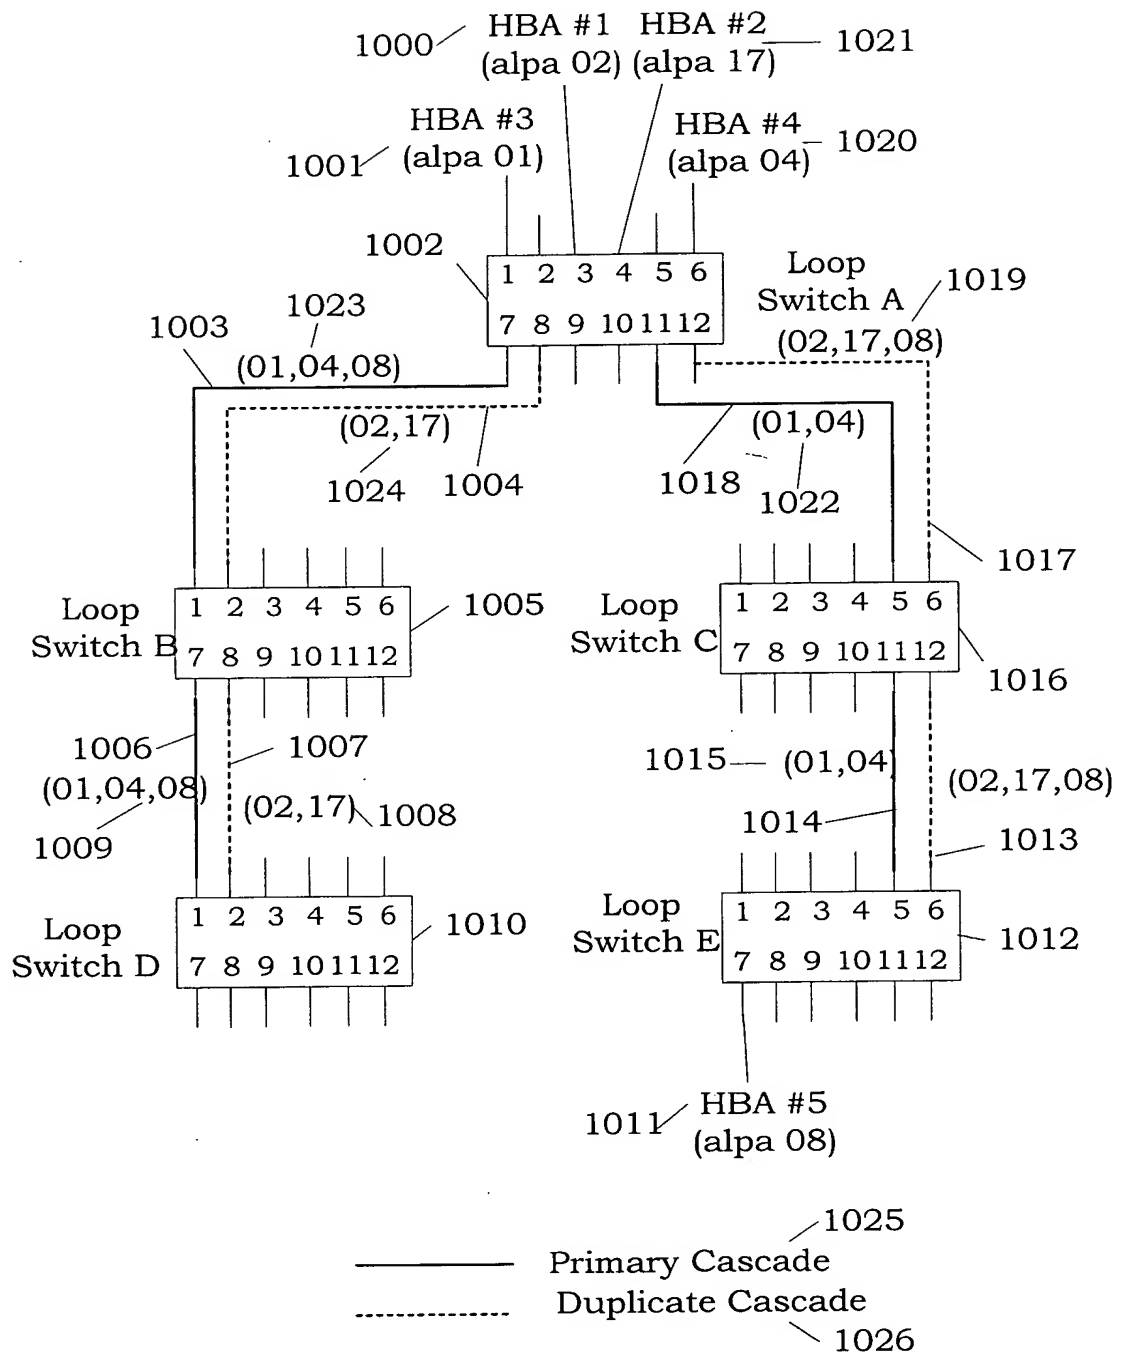 1000 HBA #1 HBA #2 1021
(alpa 02) (alpa 17)
HBA #3 HBA #4 1020
1001 (alpa 01) (alpa 04)
1002
1 2 3 4 5 6
7 8 9 10 11 12
Loop
Switch A
1019
(02,17,08)
1023
1003
(01,04,08)
(02,17)
1024 1004
(01,04)
1018
1022
1017
Loop
Switch B
1 2 3 4 5 6
7 8 9 10 11 12
1005
Loop
Switch C
1 2 3 4 5 6
7 8 9 10 11 12
1016
1006 1007
(01,04,08)
(02,17) 1008
1009
1015 (01,04)
(02,17,08)
1014
1013
Loop
Switch D
1 2 3 4 5 6
7 8 9 10 11 12
1010
Loop
Switch E
1 2 3 4 5 6
7 8 9 10 11 12
1012
1011 HBA #5
(alpa 08)
1025
Primary Cascade
Duplicate Cascade
1026